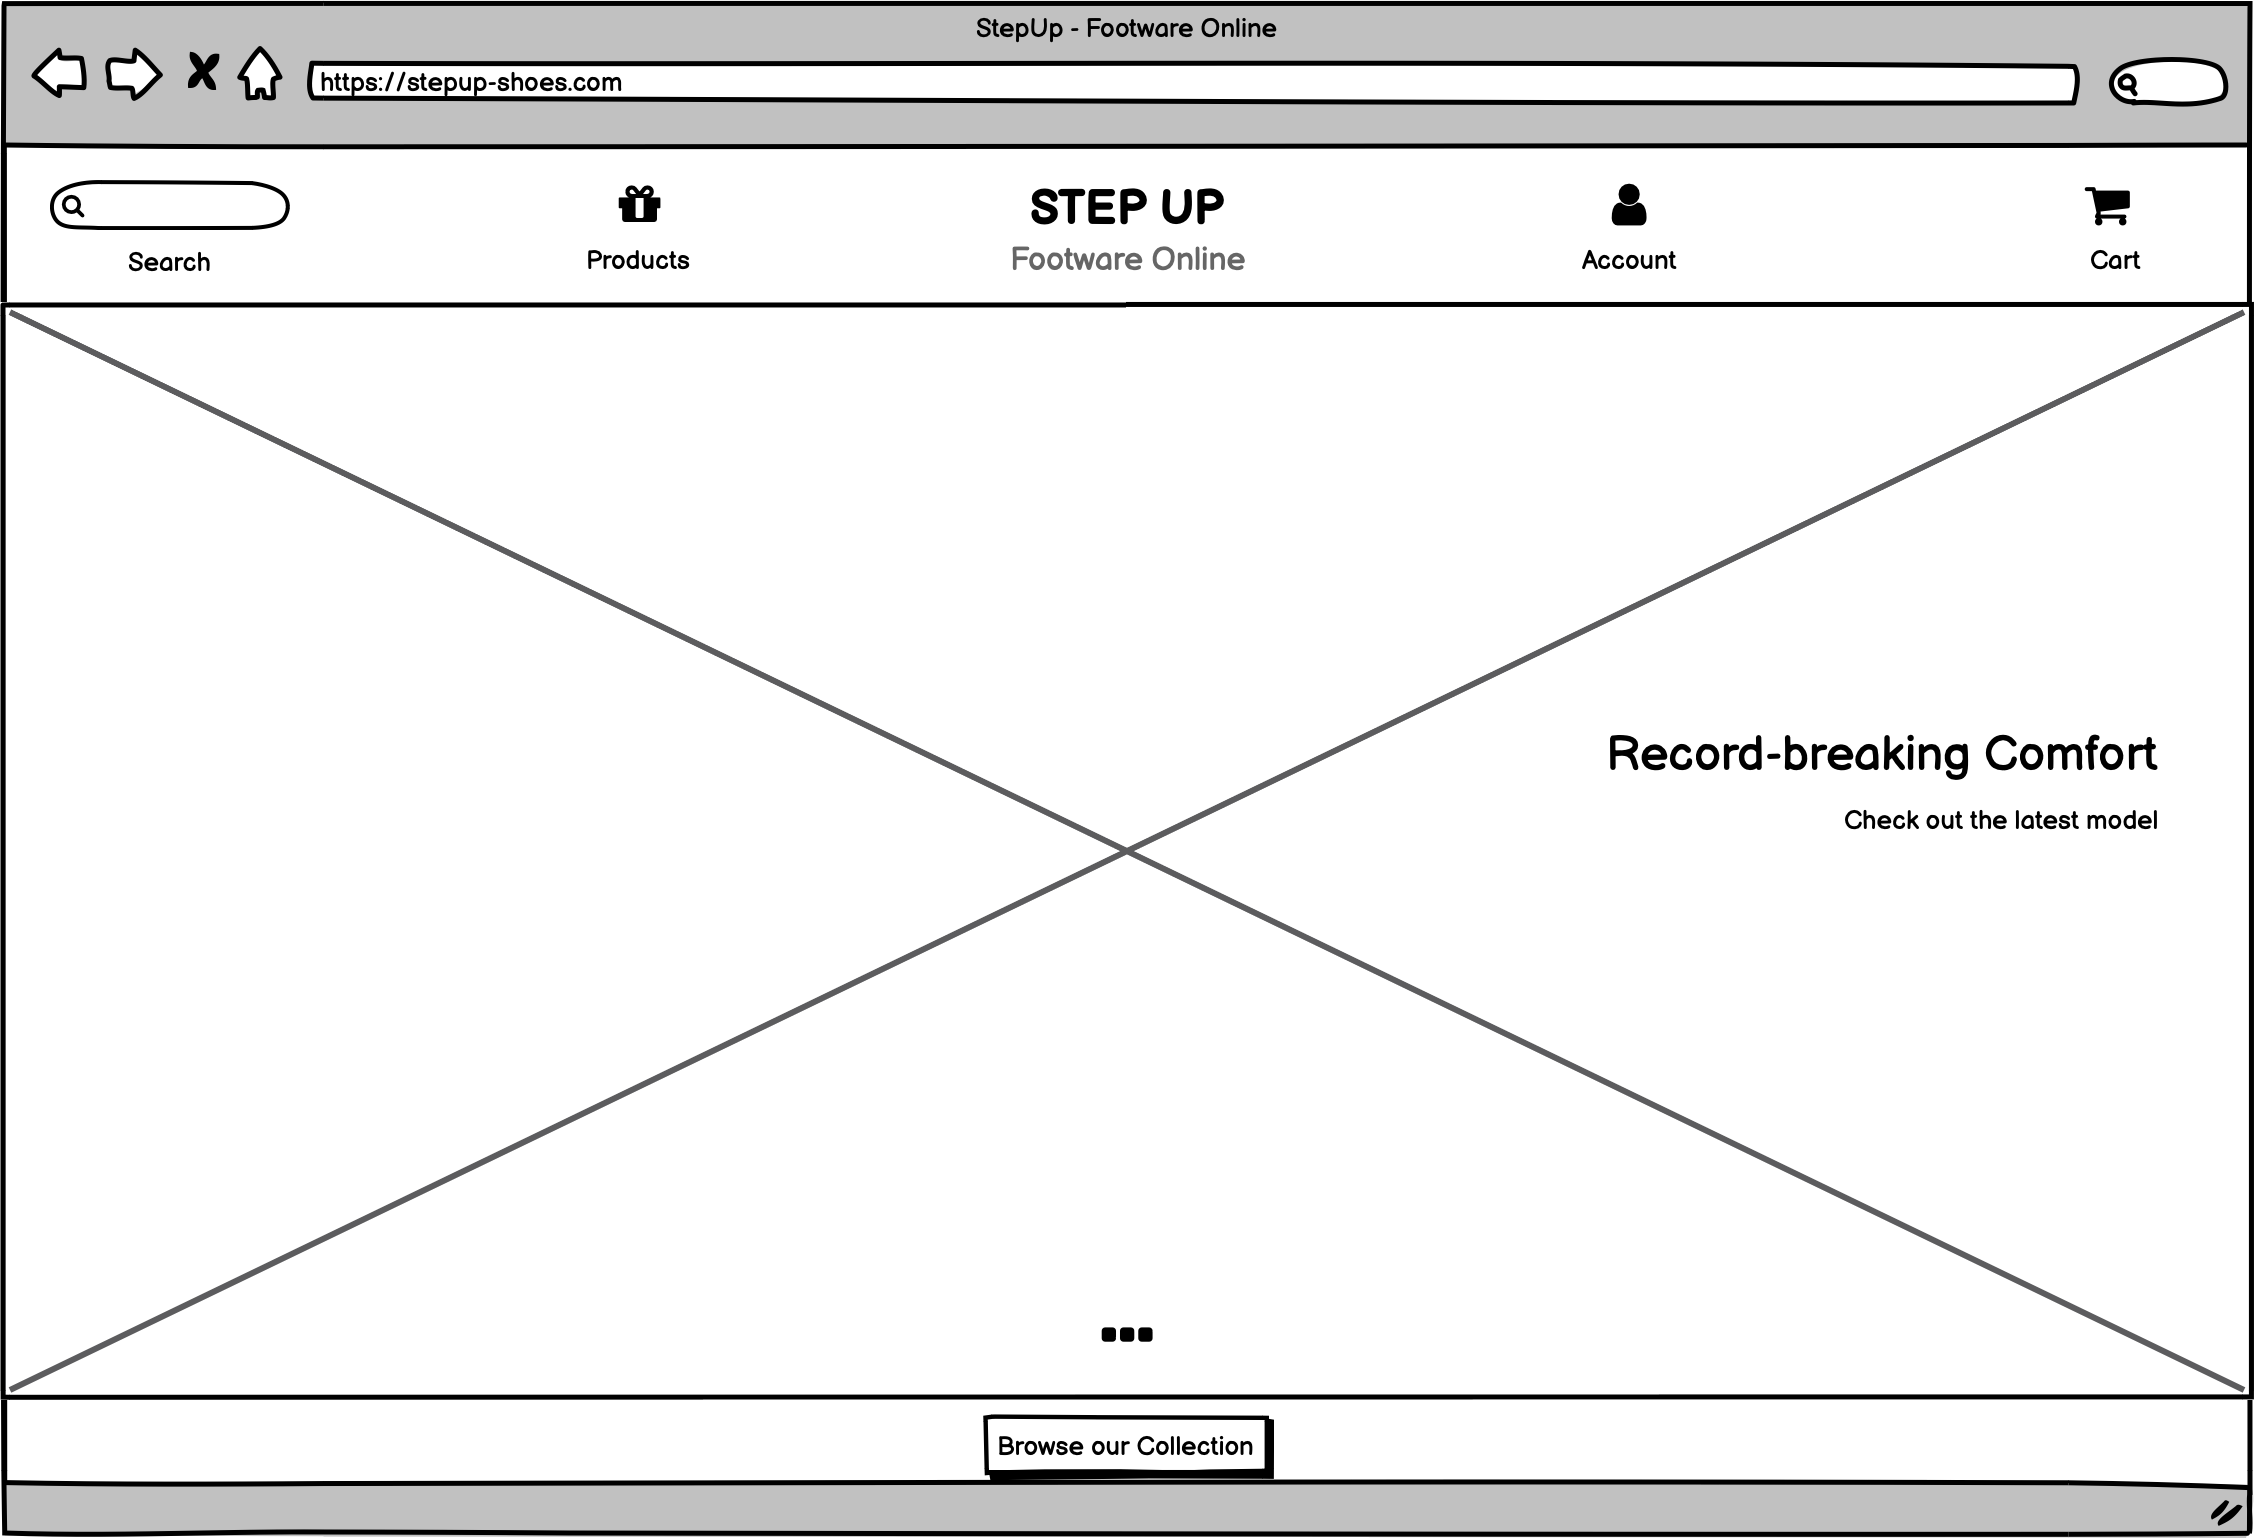 StepUp - Footware Online
https://stepup-shoes.com
STEP UP
Footware Online
Search
Products
Account
Cart
Record-breaking Comfort
Check out the latest model
Browse our Collection